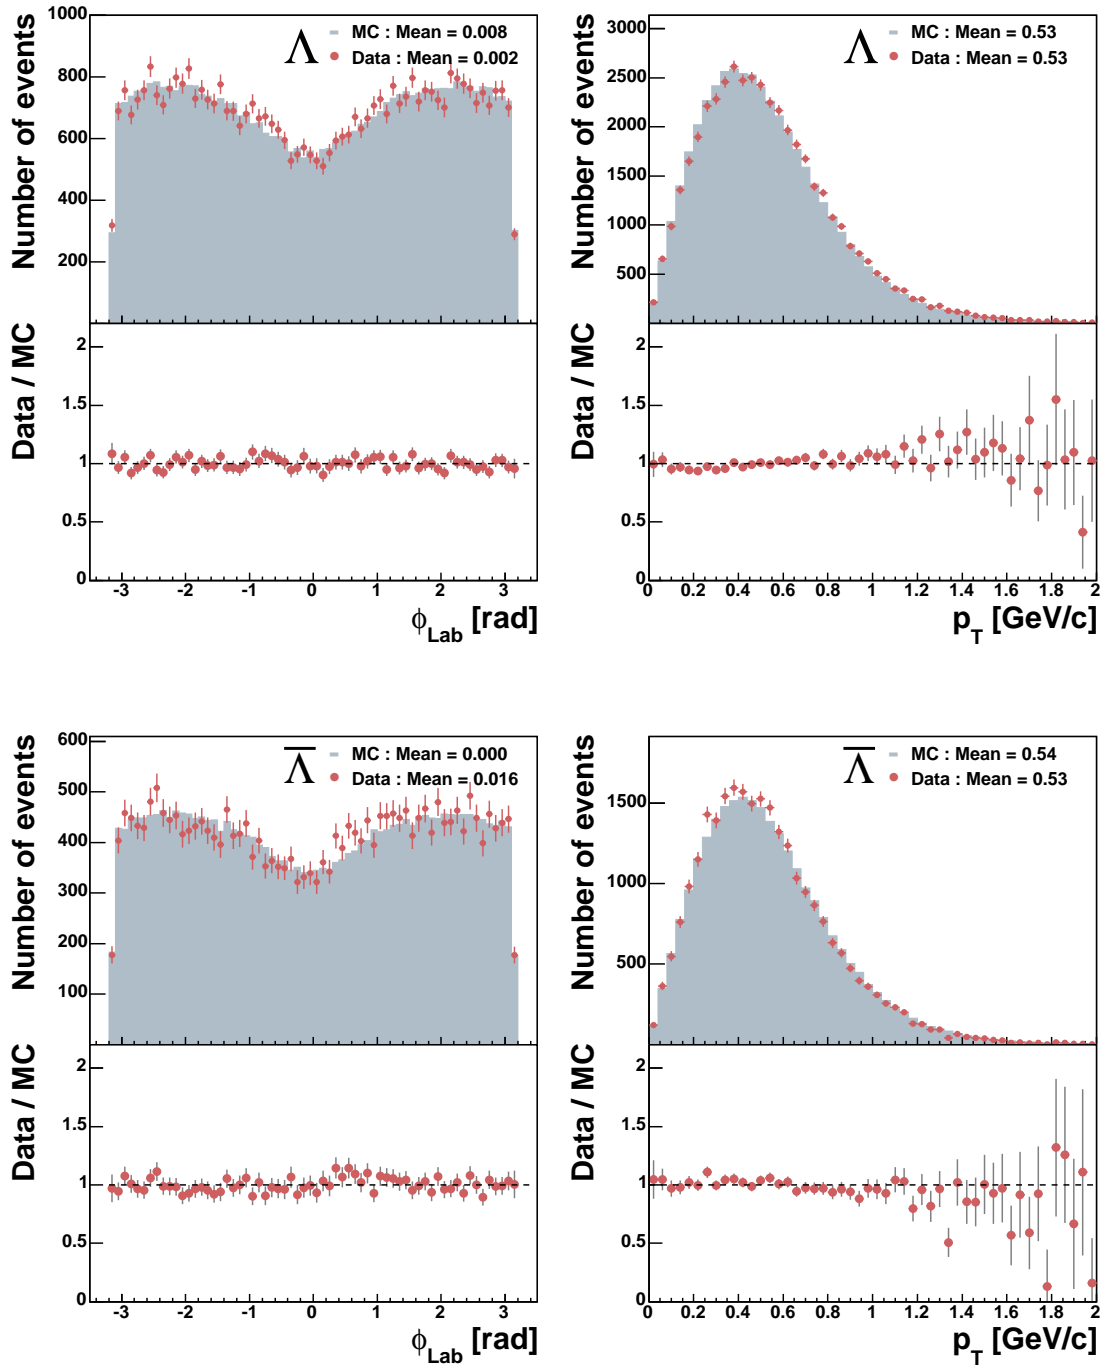 Number of events
1000
800
600
400
200
Λ
MC : Mean = 0.008
Data : Mean = 0.002
Data / MC
2
1.5
1
0.5
0
-3 -2 -1 0 1 2 3
ϕLab [rad]
Number of events
3000
2500
2000
1500
1000
500
Λ
MC : Mean = 0.53
Data : Mean = 0.53
Data / MC
2
1.5
1
0.5
0
0 0.2 0.4 0.6 0.8 1 1.2 1.4 1.6 1.8 2
pT [GeV/c]
Number of events
600
500
400
300
200
100
Λ̅
MC : Mean = 0.000
Data : Mean = 0.016
Data / MC
2
1.5
1
0.5
0
-3 -2 -1 0 1 2 3
ϕLab [rad]
Number of events
1500
1000
500
Λ̅
MC : Mean = 0.54
Data : Mean = 0.53
Data / MC
2
1.5
1
0.5
0
0 0.2 0.4 0.6 0.8 1 1.2 1.4 1.6 1.8 2
pT [GeV/c]